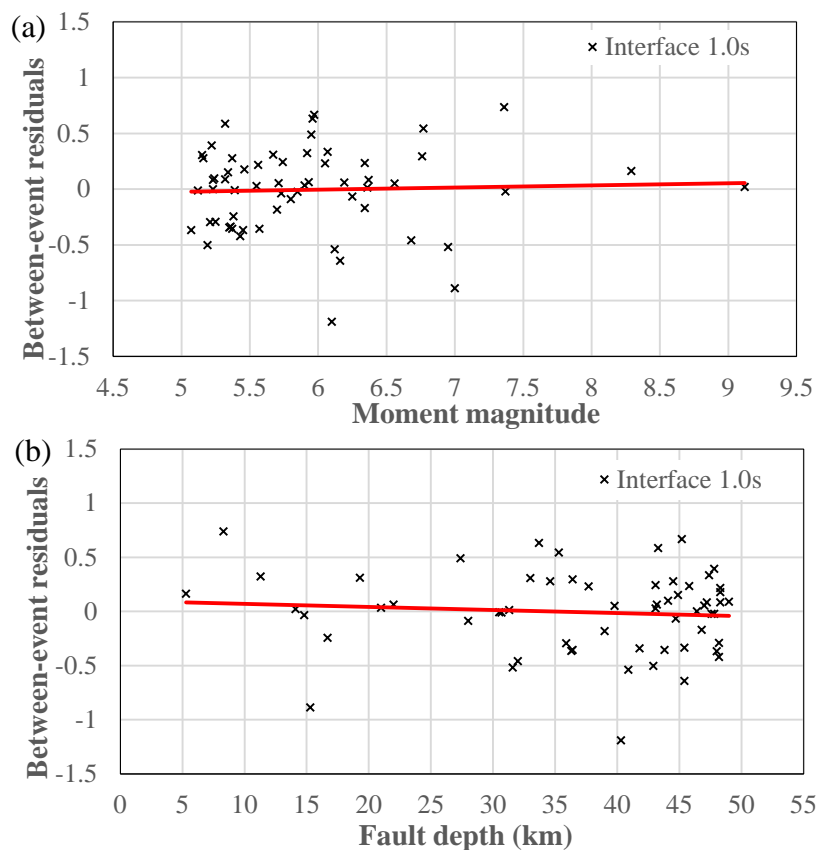 (a)
Between-event residuals
1.5
1
0.5
0
-0.5
-1
-1.5
Interface 1.0s
4.5 5 5.5 6 6.5 7 7.5 8 8.5 9 9.5
Moment magnitude
(b)
Between-event residuals
1.5
1
0.5
0
-0.5
-1
-1.5
Interface 1.0s
0 5 10 15 20 25 30 35 40 45 50 55
Fault depth (km)